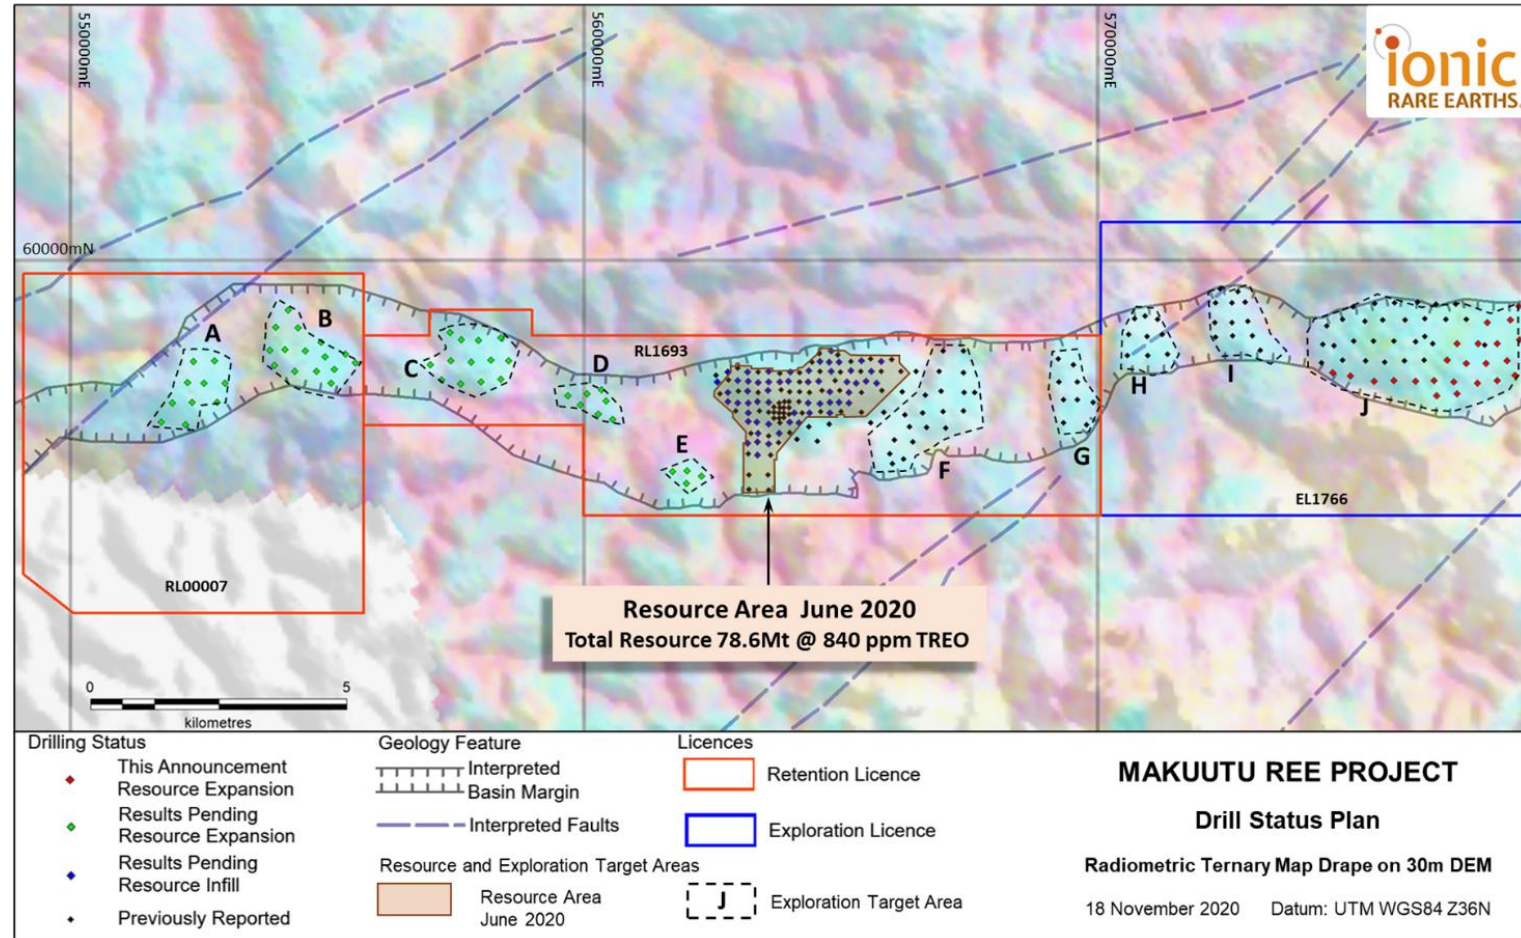 550000mE
560000mE
570000mE
ionic
RARE EARTHS.
60000mN
A
B
C
D
RL1693
E
F
G
H
I
J
EL1766
RL00007
Resource Area June 2020
Total Resource 78.6Mt @ 840 ppm TREO
0 5
kilometres
Drilling Status
This Announcement
Resource Expansion
Results Pending
Resource Expansion
Results Pending
Resource Infill
Previously Reported
Geology Feature
Interpreted
Basin Margin
Interpreted Faults
Resource and Exploration Target Areas
Resource Area
June 2020
Licences
Retention Licence
Exploration Licence
J
Exploration Target Area
MAKUUTU REE PROJECT
Drill Status Plan
Radiometric Ternary Map Drape on 30m DEM
18 November 2020 Datum: UTM WGS84 Z36N